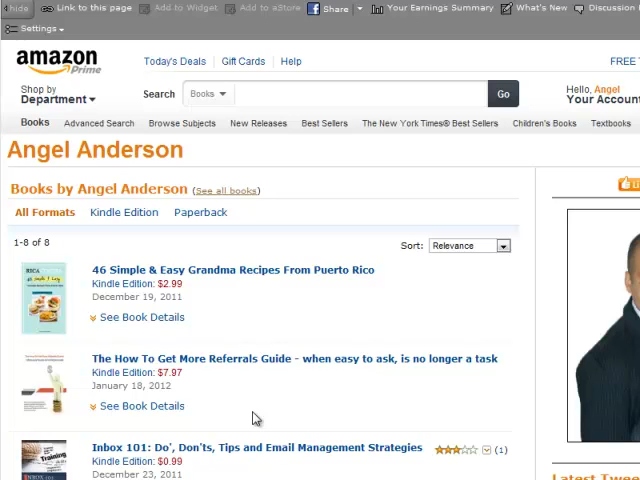 hide Link to this page Add to Widget Add to aStore Share Your Earnings Summary What's New Discussion
Settings
amazon Prime
Today's Deals Gift Cards Help FREE
Shop by
Department
Search Books Go
Hello, Angel
Your Account
Books Advanced Search Browse Subjects New Releases Best Sellers The New York Times® Best Sellers Children's Books Textbooks
Angel Anderson
Books by Angel Anderson (See all books)
All Formats Kindle Edition Paperback
1-8 of 8
Sort: Relevance
46 Simple & Easy Grandma Recipes From Puerto Rico
Kindle Edition: $2.99
December 19, 2011
See Book Details
The How To Get More Referrals Guide - when easy to ask, is no longer a task
Kindle Edition: $7.97
January 18, 2012
See Book Details
Inbox 101: Do', Don'ts, Tips and Email Management Strategies (1)
Kindle Edition: $0.99
December 23, 2011
Training
INBOX 101